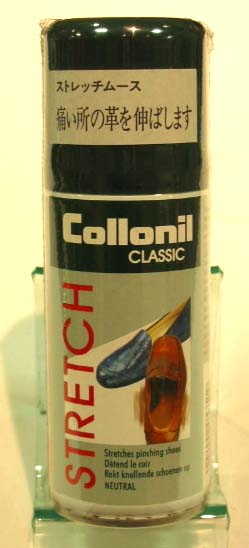 ストレッチムース
痛い所の革を伸ばします
Collonil
CLASSIC
STRETCH
Stretches pinching shoes
Détend le cuir
Rekt knellende schoenen op
NEUTRAL